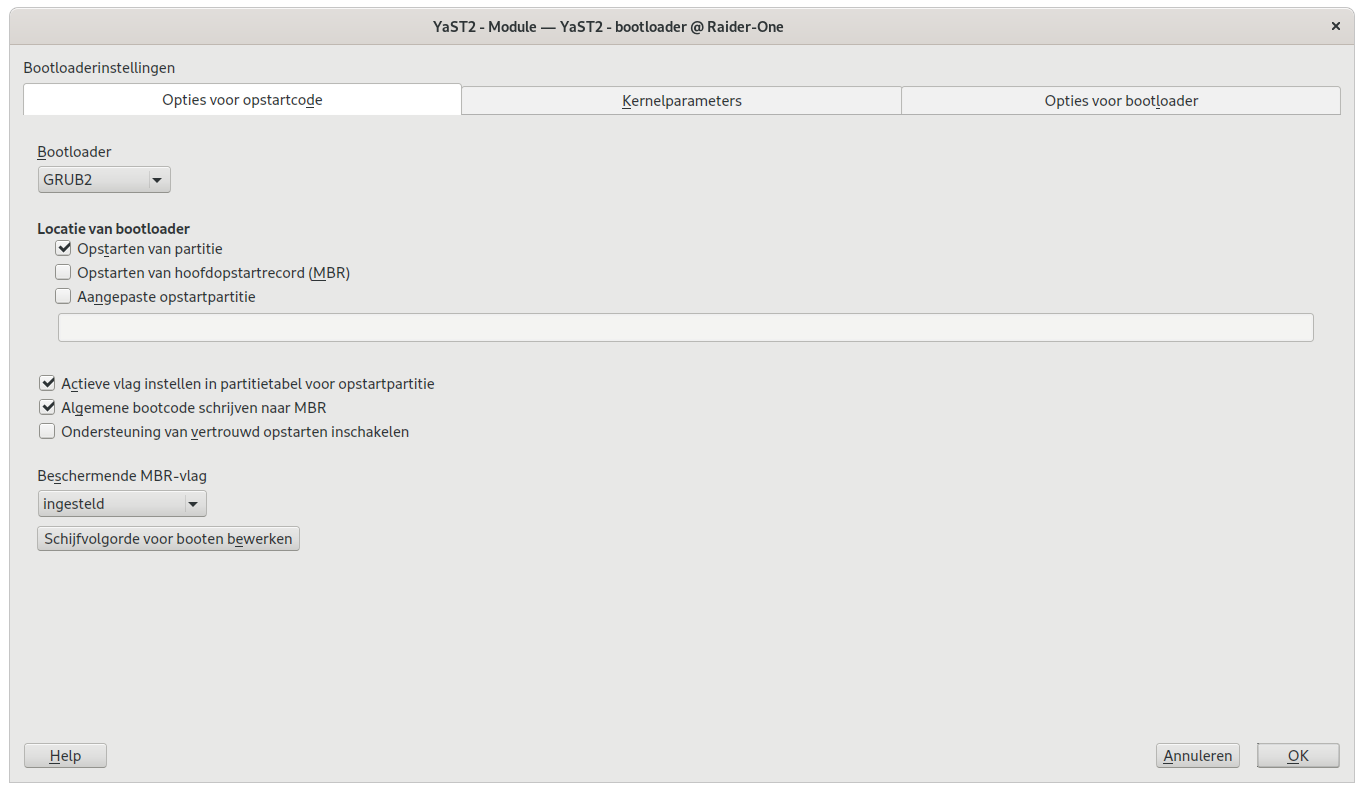 YaST2 - Module — YaST2 - bootloader @ Raider-One
Bootloaderinstellingen
Opties voor opstartcode
Kernelparameters
Opties voor bootloader
Bootloader
GRUB2
Locatie van bootloader
Opstarten van partitie
Opstarten van hoofdopstartrecord (MBR)
Aangepaste opstartpartitie
Actieve vlag instellen in partitietabel voor opstartpartitie
Algemene bootcode schrijven naar MBR
Ondersteuning van vertrouwd opstarten inschakelen
Beschermende MBR-vlag
ingesteld
Schijfvolgorde voor booten bewerken
Help
Annuleren
OK